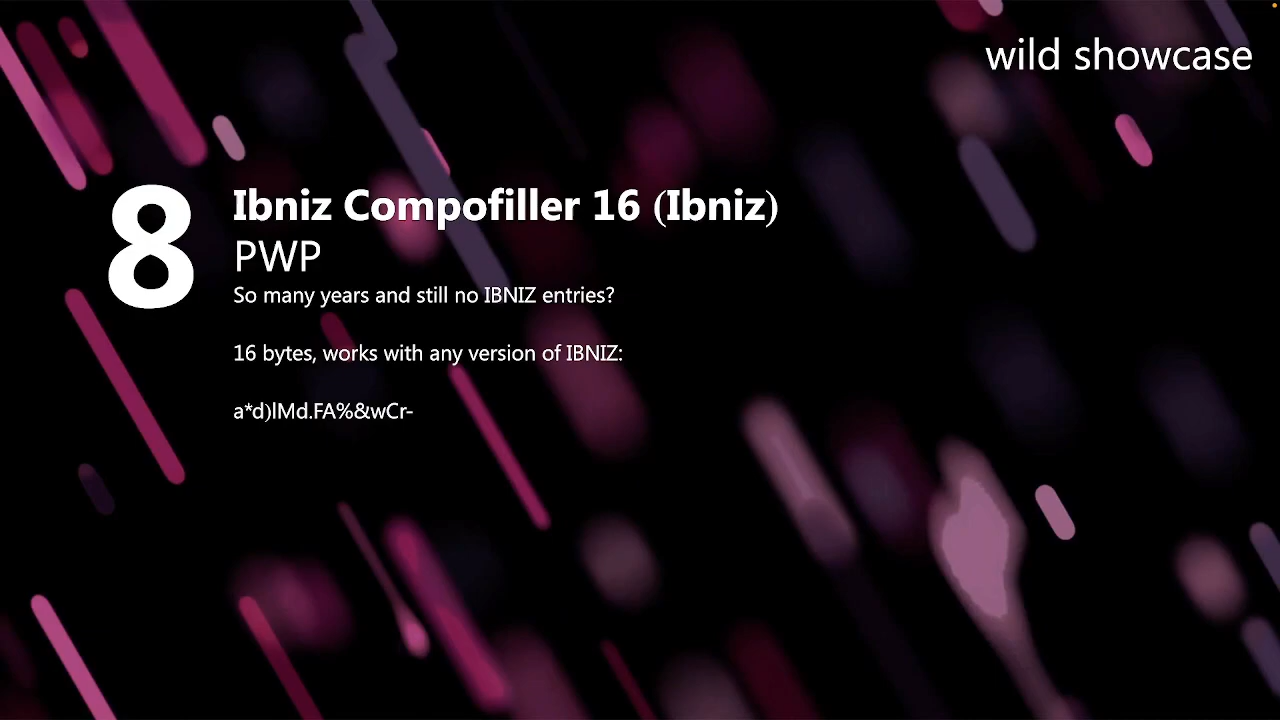 wild showcase
8
Ibniz Compofiller 16 (Ibniz)
PWP
So many years and still no IBNIZ entries?
16 bytes, works with any version of IBNIZ:
a*d)lMd.FA%&wCr-